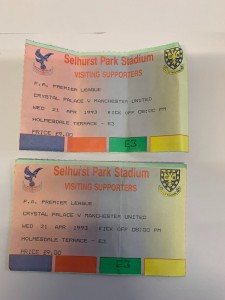 Selhurst Park Stadium
VISITING SUPPORTERS
F.A. PREMIER LEAGUE
CRYSTAL PALACE V MANCHESTER UNITED
WED 21 APR 1993 KICK OFF 08:00 PM
HOLMESDALE TERRACE - E3
PRICE £9.00
Selhurst Park Stadium
VISITING SUPPORTERS
F.A. PREMIER LEAGUE
CRYSTAL PALACE V MANCHESTER UNITED
WED 21 APR 1993 KICK OFF 08:00 PM
HOLMESDALE TERRACE - E3
PRICE £9.00